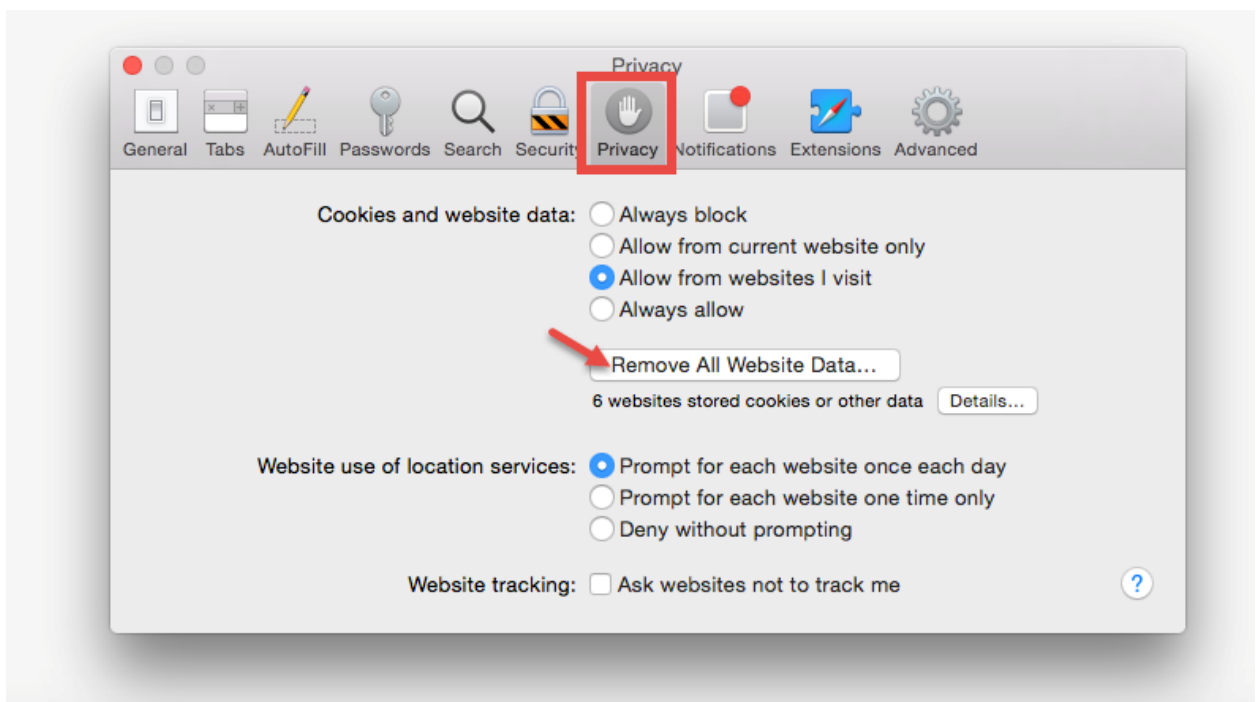 Privacy
General Tabs AutoFill Passwords Search Security Privacy Notifications Extensions Advanced
Cookies and website data: Always block
Allow from current website only
Allow from websites I visit
Always allow
Remove All Website Data...
6 websites stored cookies or other data Details...
Website use of location services: Prompt for each website once each day
Prompt for each website one time only
Deny without prompting
Website tracking: Ask websites not to track me ?